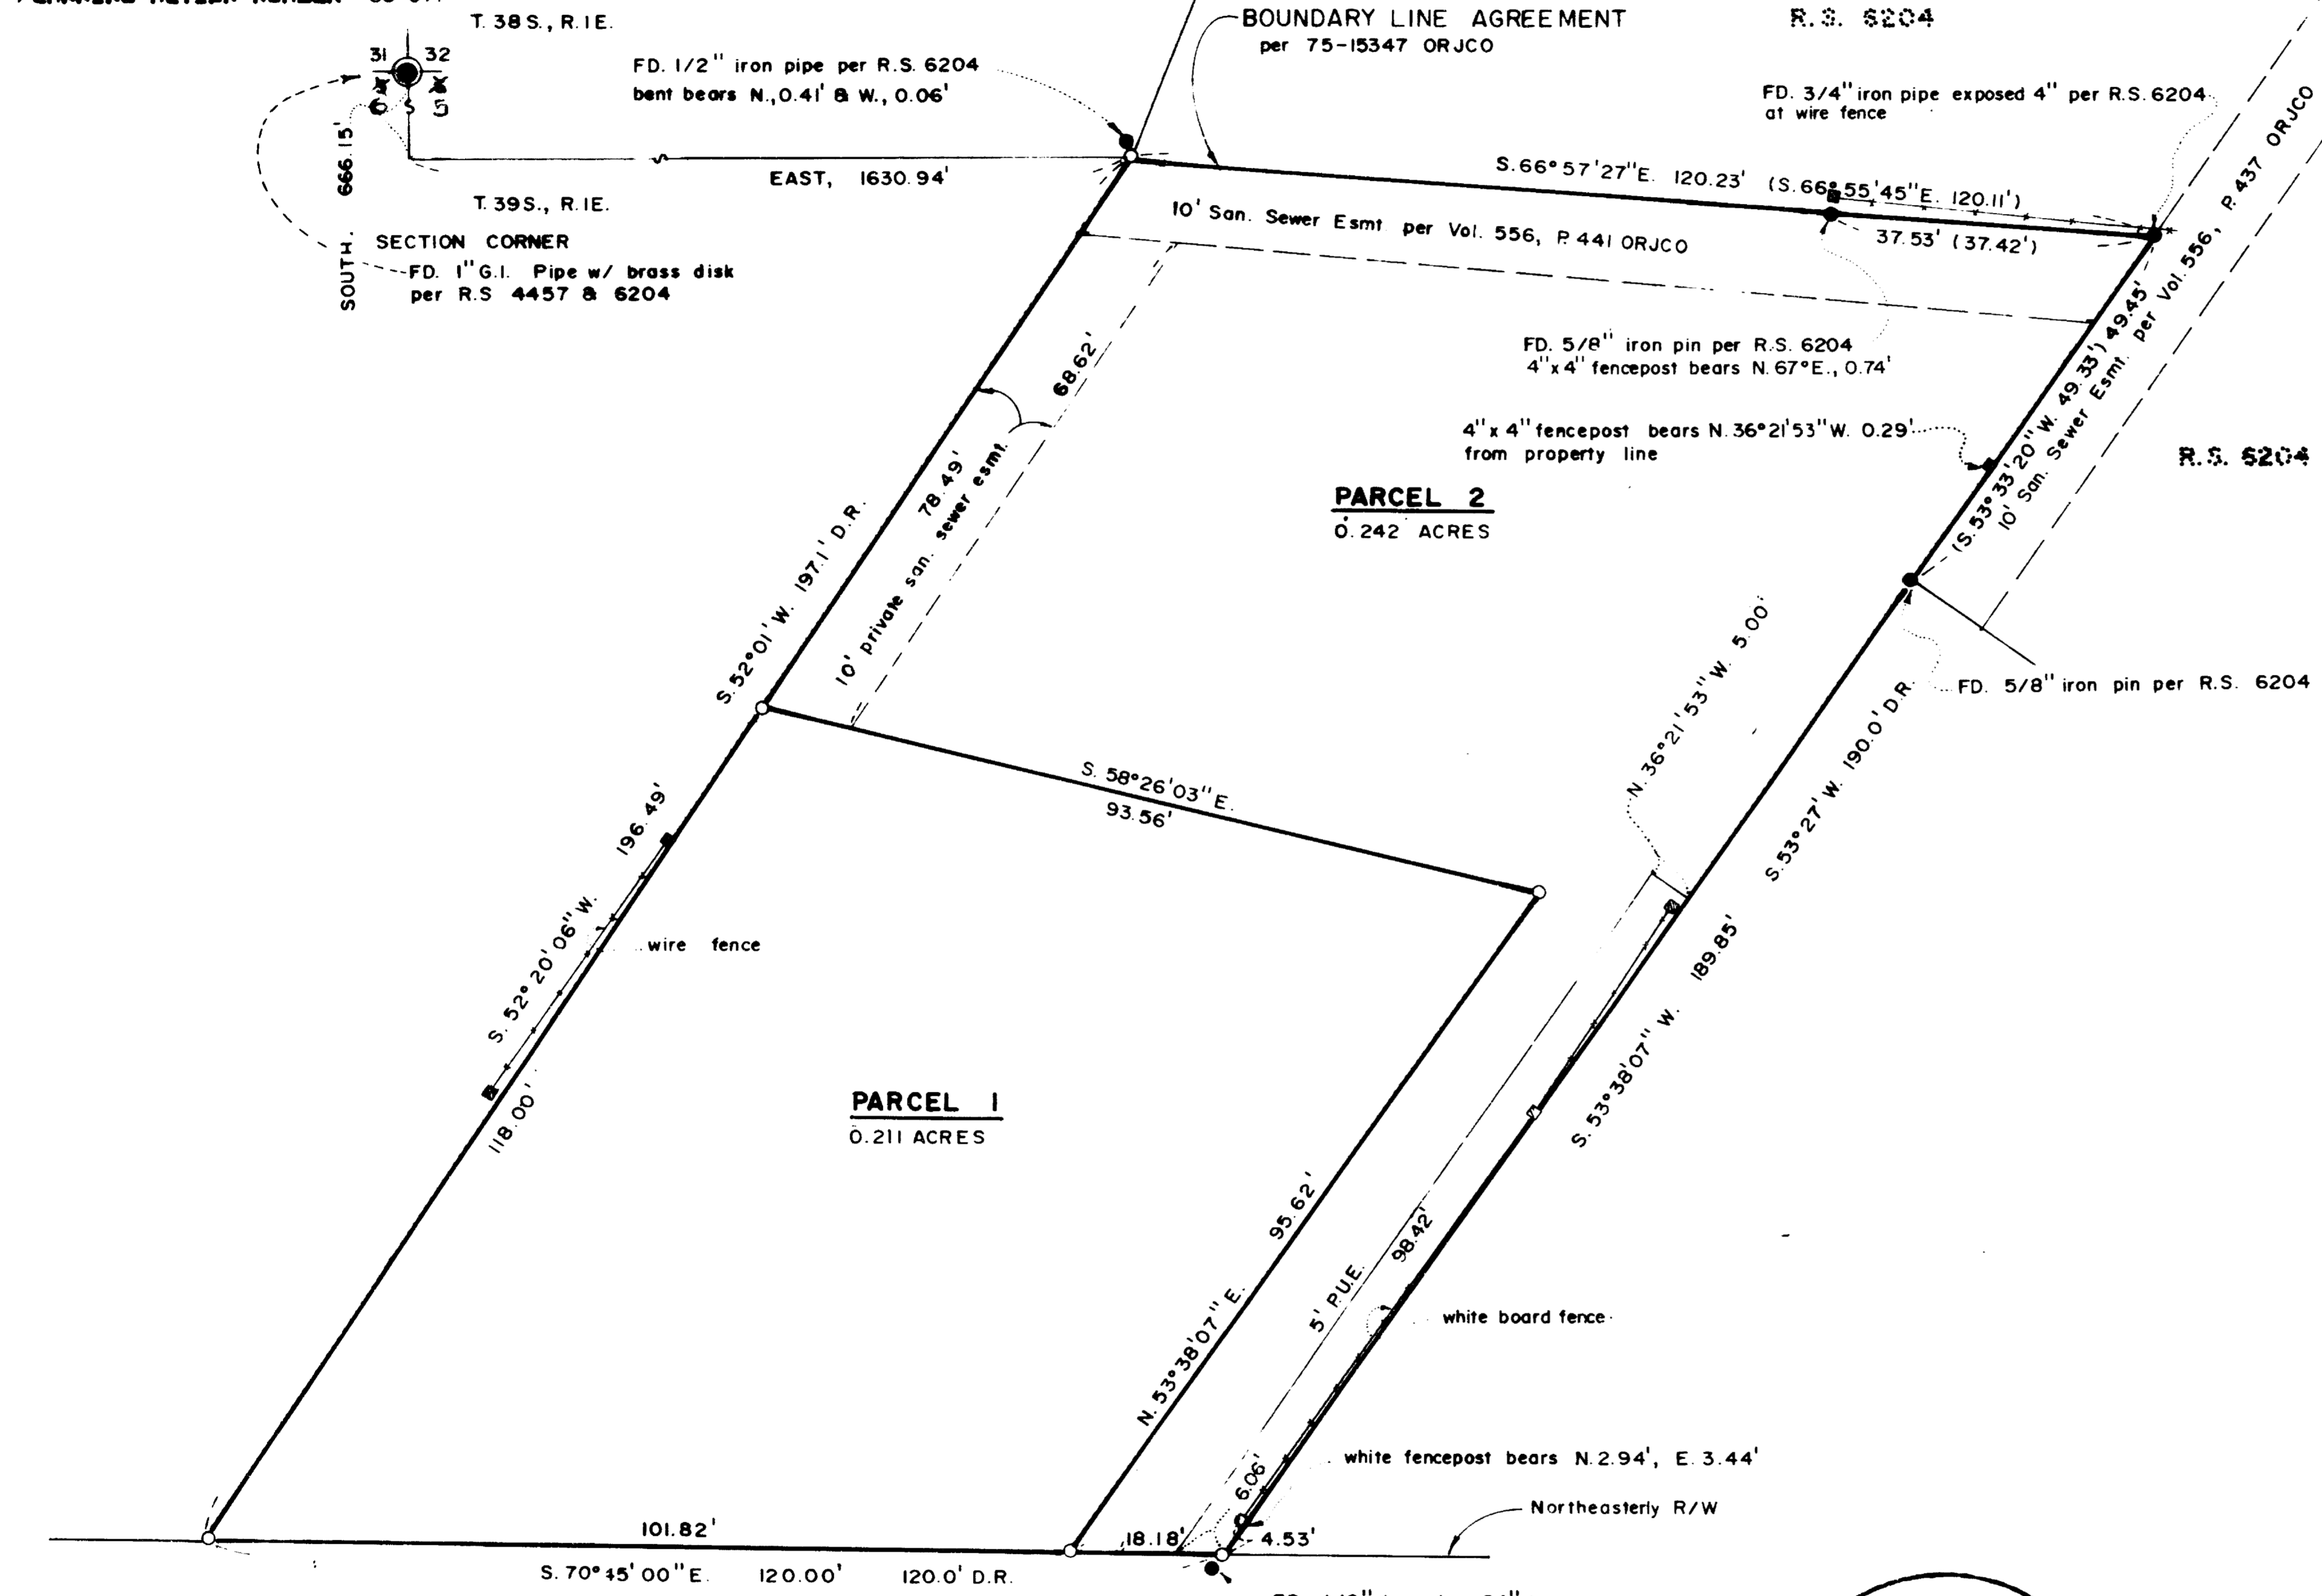 T. 38 S., R. 1E.
31 32
6 S 5
SOUTH. 666.15'
EAST, 1630.94'
T. 39 S., R. 1E.
SECTION CORNER
FD. 1" G.I. Pipe w/ brass disk
per R.S 4457 & 6204
FD. 1/2" iron pipe per R.S. 6204
bent bears N., 0.41' & W., 0.06'
BOUNDARY LINE AGREEMENT
per 75-15347 ORJCO
R.S. 6204
FD. 3/4" iron pipe exposed 4" per R.S. 6204
at wire fence
S. 66° 57' 27" E. 120.23' (S. 66° 55' 45" E. 120.11')
37.53' (37.42')
10' San. Sewer Esmt per Vol. 556, P. 441 ORJCO
10' San. Sewer Esmt. per Vol. 556, P. 437 ORJCO
(S. 53° 33' 20" W. 49.33') 49.45'
FD. 5/8" iron pin per R.S. 6204
4" x 4" fencepost bears N. 67° E., 0.74'
4" x 4" fencepost bears N. 36° 21' 53" W. 0.29'
from property line
R.S. 6204
PARCEL 2
0.242 ACRES
68.62'
78.49'
10' private san. sewer esmt.
S. 52° 01' W. 197.1' D.R.
N. 36° 21' 53" W. 5.00'
FD. 5/8" iron pin per R.S. 6204
S. 53° 27' W. 190.0' D.R.
S. 58° 26' 03" E.
93.56'
S. 52° 20' 06" W. 196.49'
wire fence
118.00'
S. 53° 38' 07" W. 189.85'
PARCEL 1
0.211 ACRES
N. 53° 38' 07" E. 95.62'
5' P.U.E. 98.42'
white board fence
white fencepost bears N. 2.94', E. 3.44'
6.06'
Northeasterly R/W
101.82'
18.18'
4.53'
S. 70° 45' 00" E. 120.00' 120.0' D.R.